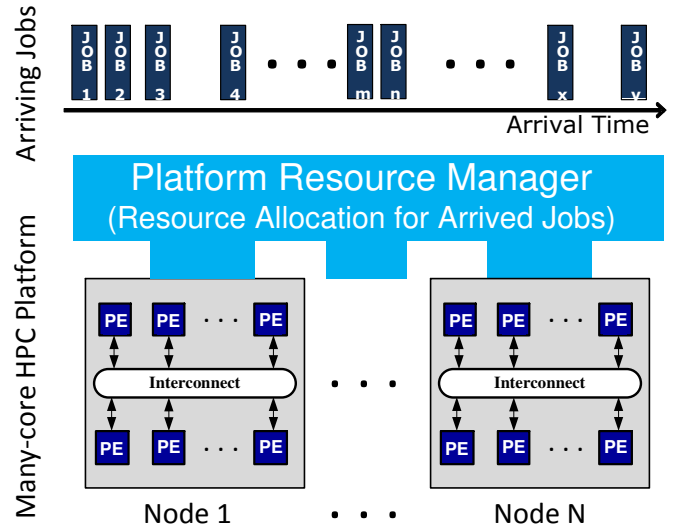 Arriving Jobs
JOB 1
JOB 2
JOB 3
JOB 4
. . .
JOB m
JOB n
. . .
JOB x
JOB y
Arrival Time
Platform Resource Manager
(Resource Allocation for Arrived Jobs)
Many-core HPC Platform
PE PE . . . PE
Interconnect
PE PE . . . PE
Node 1
. . .
. . .
PE PE . . . PE
Interconnect
PE PE . . . PE
Node N